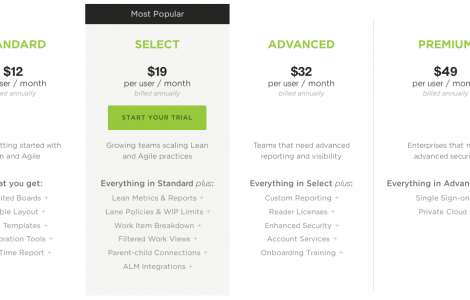 ANDARD
$12
user / month
billed annually
tting started with
n and Agile
at you get:
ited Boards +
ble Layout +
Templates +
oration Tools +
Time Report +
Most Popular
SELECT
$19
per user / month
billed annually
START YOUR TRIAL
Growing teams scaling Lean
and Agile practices
Everything in Standard plus:
Lean Metrics & Reports +
Lane Policies & WIP Limits +
Work Item Breakdown +
Filtered Work Views +
Parent-child Connections +
ALM Integrations +
ADVANCED
$32
per user / month
billed annually
Teams that need advanced
reporting and visibility
Everything in Select plus:
Custom Reporting +
Reader Licenses +
Enhanced Security +
Account Services +
Onboarding Training +
PREMIUM
$49
per user / month
billed annually
Enterprises that n
advanced securi
Everything in Advan
Single Sign-o
Private Cloud